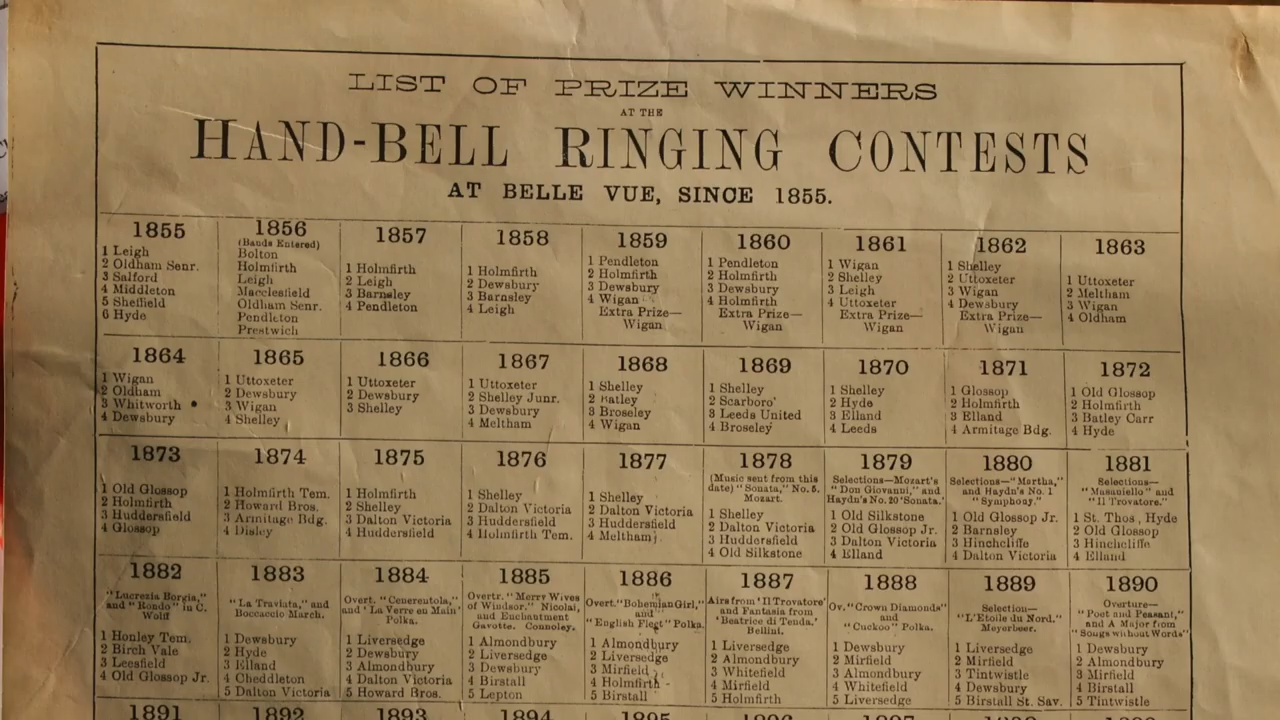 LIST OF PRIZE WINNERS
AT THE
HAND-BELL RINGING CONTESTS
AT BELLE VUE, SINCE 1855.
1855
1 Leigh
2 Oldham Senr.
3 Salford
4 Middleton
5 Sheffield
6 Hyde
1856
(Bands Entered)
Bolton
Holmfirth
Leigh
Macclesfield
Oldham Senr.
Pendleton
Prestwich
1857
1 Holmfirth
2 Leigh
3 Barnsley
4 Pendleton
1858
1 Holmfirth
2 Dewsbury
3 Barnsley
4 Leigh
1859
1 Pendleton
2 Holmfirth
3 Dewsbury
4 Wigan
Extra Prize—
Wigan
1860
1 Pendleton
2 Holmfirth
3 Dewsbury
4 Holmfirth
Extra Prize—
Wigan
1861
1 Wigan
2 Shelley
3 Leigh
4 Uttoxeter
Extra Prize—
Wigan
1862
1 Shelley
2 Uttoxeter
3 Wigan
4 Dewsbury
Extra Prize—
Wigan
1863
1 Uttoxeter
2 Meltham
3 Wigan
4 Oldham
1864
1 Wigan
2 Oldham
3 Whitworth
4 Dewsbury
1865
1 Uttoxeter
2 Dewsbury
3 Wigan
4 Shelley
1866
1 Uttoxeter
2 Dewsbury
3 Shelley
1867
1 Uttoxeter
2 Shelley Junr.
3 Dewsbury
4 Meltham
1868
1 Shelley
2 Batley
3 Broseley
4 Wigan
1869
1 Shelley
2 Scarboro'
3 Leeds United
4 Broseley
1870
1 Shelley
2 Hyde
3 Elland
4 Leeds
1871
1 Glossop
2 Holmfirth
3 Elland
4 Armitage Bdg.
1872
1 Old Glossop
2 Holmfirth
3 Batley Carr
4 Hyde
1873
1 Old Glossop
2 Holmfirth
3 Huddersfield
4 Glossop
1874
1 Holmfirth Tem.
2 Howard Bros.
3 Armitage Bdg.
4 Disley
1875
1 Holmfirth
2 Shelley
3 Dalton Victoria
4 Huddersfield
1876
1 Shelley
2 Dalton Victoria
3 Huddersfield
4 Holmfirth Tem.
1877
1 Shelley
2 Dalton Victoria
3 Huddersfield
4 Meltham
1878
(Music sent from this
date) "Sonata," No. 5.
Mozart.
1 Shelley
2 Dalton Victoria
3 Huddersfield
4 Old Silkstone
1879
Selections—Mozart's
"Don Giovanni," and
Haydn's No. 20 'Sonata.'
1 Old Silkstone
2 Old Glossop Jr.
3 Dalton Victoria
4 Elland
1880
Selections—"Martha,"
and Haydn's No. 1
"Symphony."
1 Old Glossop Jr.
2 Barnsley
3 Hinchcliffe
4 Dalton Victoria
1881
Selections—
"Masaniello" and
"Il Trovatore."
1 St. Thos, Hyde
2 Old Glossop
3 Hinchcliffe
4 Elland
1882
"Lucrezia Borgia,"
and "Rondo" in C.
Wolff
1 Honley Tem.
2 Birch Vale
3 Leesfield
4 Old Glossop Jr.
1883
"La Traviata," and
Boccaccio March.
1 Dewsbury
2 Hyde
3 Elland
4 Cheddleton
5 Dalton Victoria
1884
Overt. "Cenerentola,"
and 'La Verre en Main'
Polka.
1 Liversedge
2 Dewsbury
3 Almondbury
4 Dalton Victoria
5 Howard Bros.
1885
Overtr. "Merry Wives
of Windsor." Nicolai,
and Enchantment
Gavotte. Connoley.
1 Almondbury
2 Liversedge
3 Dewsbury
4 Birstall
5 Lepton
1886
Overt. "Bohemian Girl,"
and
"English Fleet" Polka.
1 Almondbury
2 Liversedge
3 Mirfield
4 Holmfirth
5 Birstall
1887
Airs from 'Il Trovatore'
and Fantasia from
'Beatrice di Tenda.'
Bellini.
1 Liversedge
2 Almondbury
3 Whitefield
4 Mirfield
5 Holmfirth
1888
Ov. "Crown Diamonds"
and
"Cuckoo" Polka.
1 Dewsbury
2 Mirfield
3 Almondbury
4 Whitefield
5 Liversedge
1889
Selection—
"L'Etoile du Nord."
Meyerbeer.
1 Liversedge
2 Mirfield
3 Tintwistle
4 Dewsbury
5 Birstall St. Sav.
1890
Overture—
"Poet and Peasant,"
and A Major from
"Songs without Words"
1 Dewsbury
2 Almondbury
3 Mirfield
4 Birstall
5 Tintwistle
1891
1892
1893
1894
1895